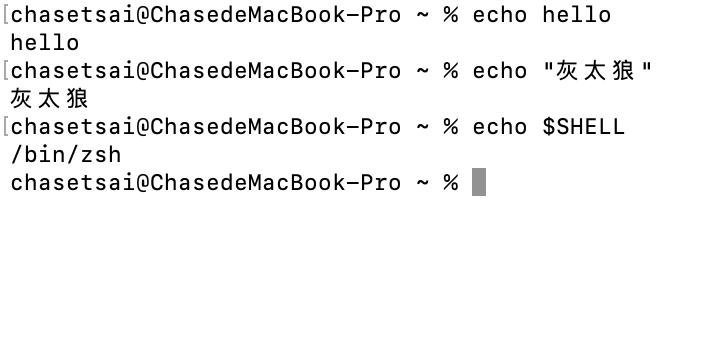 [chasetsai@ChasedeMacBook-Pro ~ % echo hello
hello
[chasetsai@ChasedeMacBook-Pro ~ % echo "灰太狼"
灰太狼
[chasetsai@ChasedeMacBook-Pro ~ % echo $SHELL
/bin/zsh
chasetsai@ChasedeMacBook-Pro ~ %